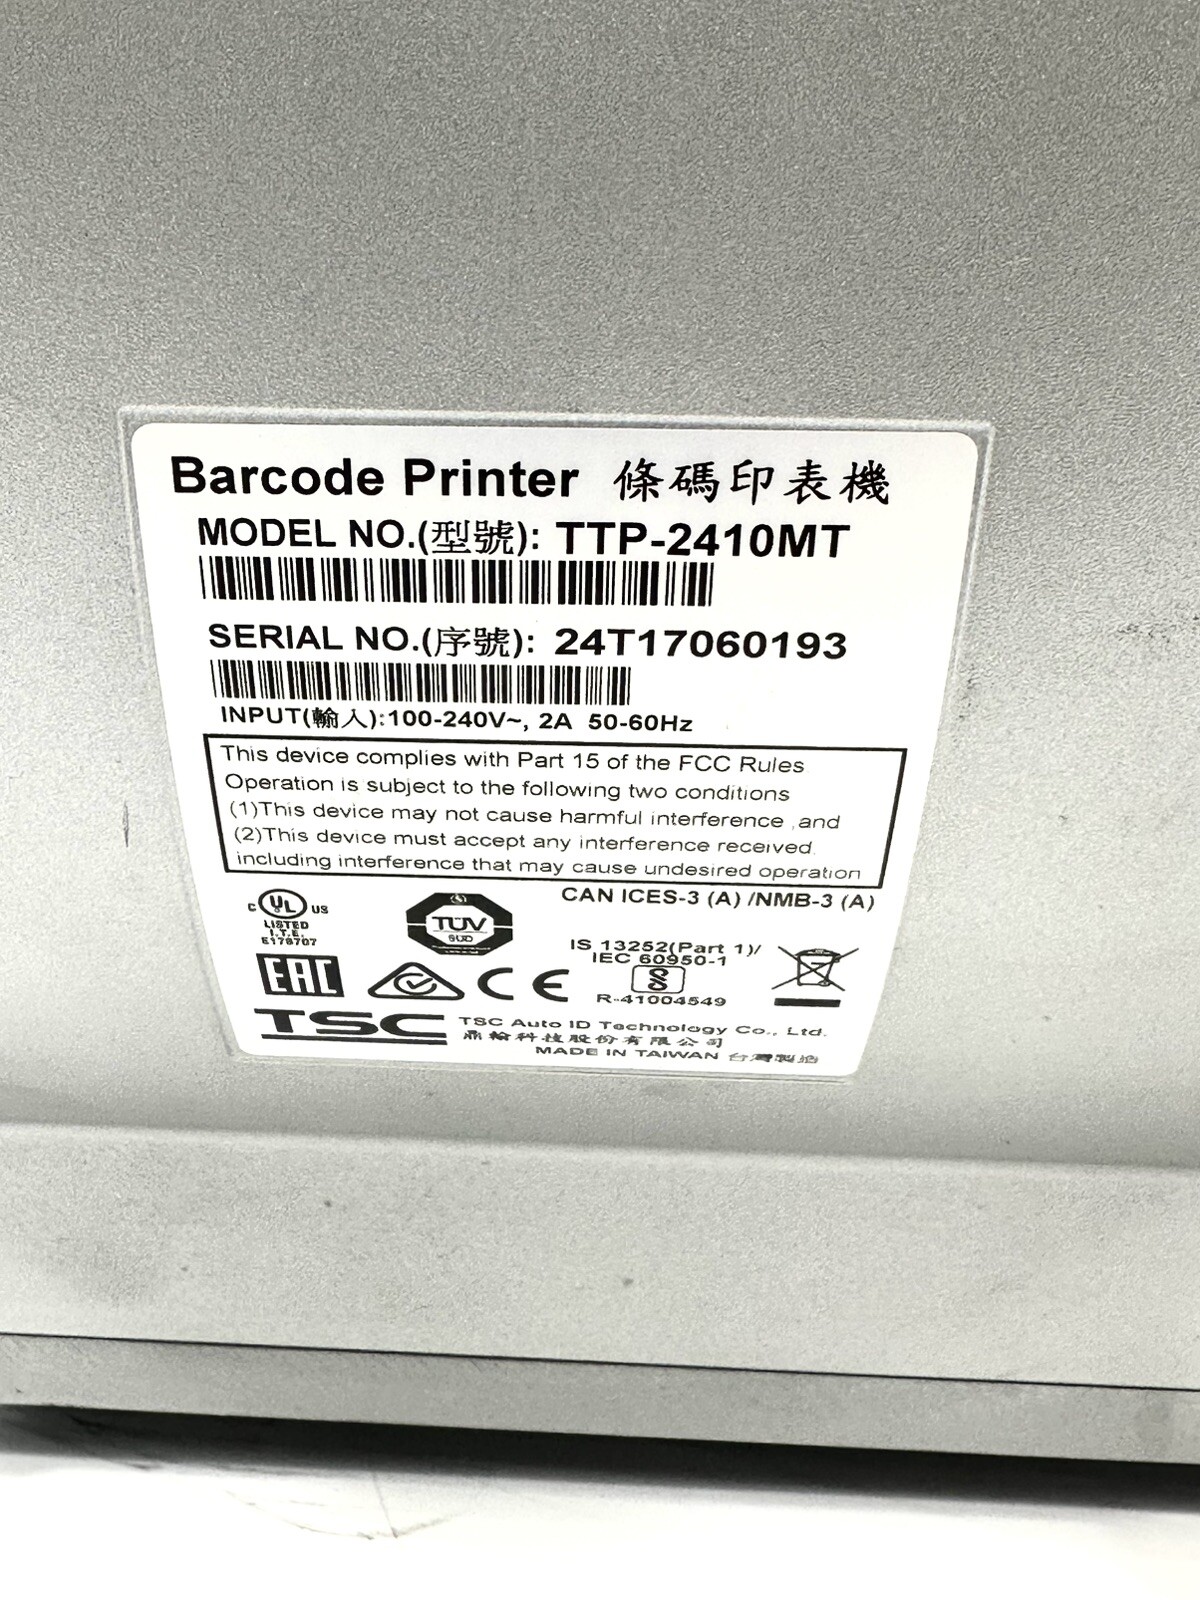 Barcode Printer 條碼印表機
MODEL NO.(型號): TTP-2410MT
SERIAL NO.(序號): 24T17060193
INPUT(輸入):100-240V~, 2A 50-60Hz
This device complies with Part 15 of the FCC Rules
Operation is subject to the following two conditions
(1)This device may not cause harmful interference ,and
(2)This device must accept any interference received,
including interference that may cause undesired operation
CAN ICES-3 (A) /NMB-3 (A)
C UL US
LISTED
I.T.E.
E178707
TÜV
SÜD
IS 13252(Part 1)/
IEC 60950-1
R-41004549
EAC
CE
TSC TSC Auto ID Technology Co., Ltd.
鼎翰科技股份有限公司
MADE IN TAIWAN 台灣製造